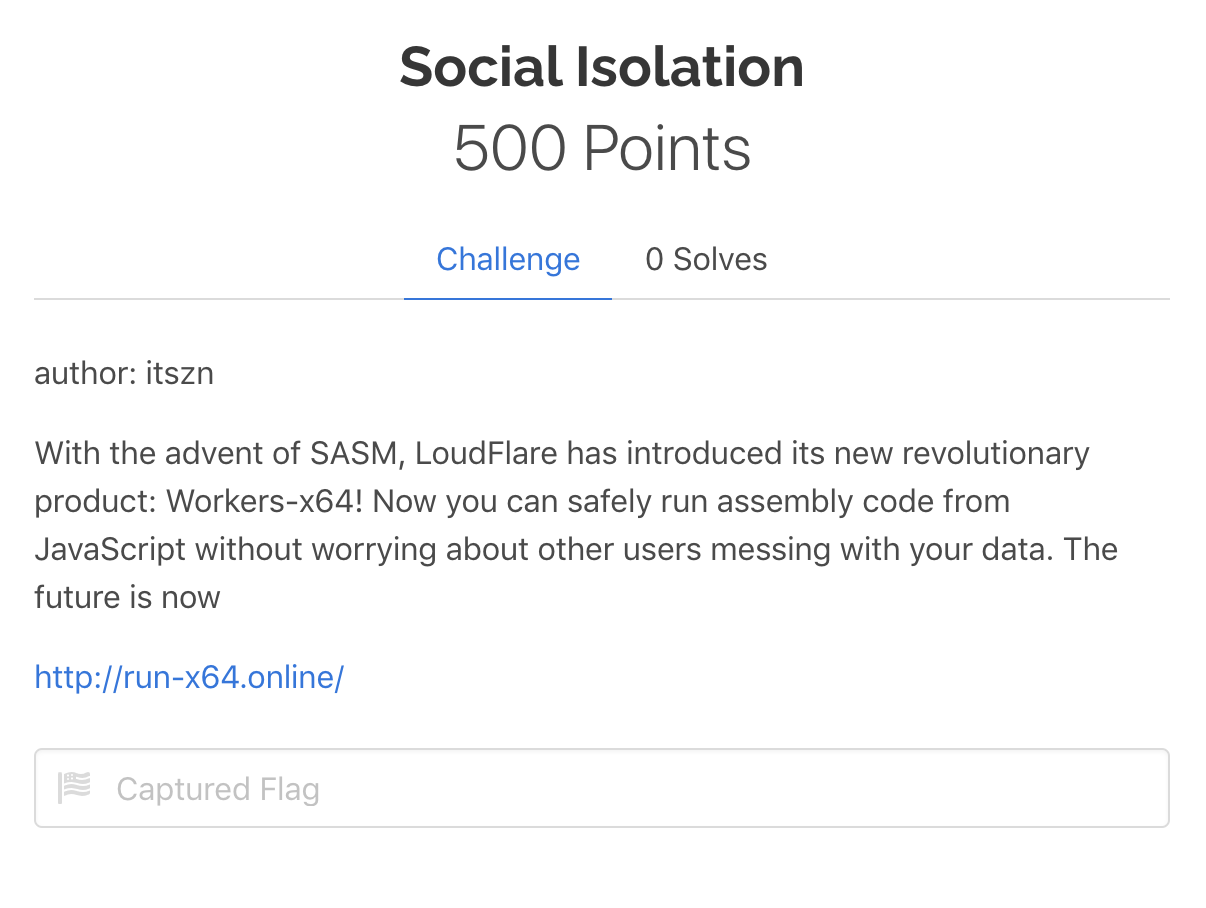 Social Isolation
500 Points
Challenge
0 Solves
author: itszn
With the advent of SASM, LoudFlare has introduced its new revolutionary
product: Workers-x64! Now you can safely run assembly code from
JavaScript without worrying about other users messing with your data. The
future is now
http://run-x64.online/
Captured Flag